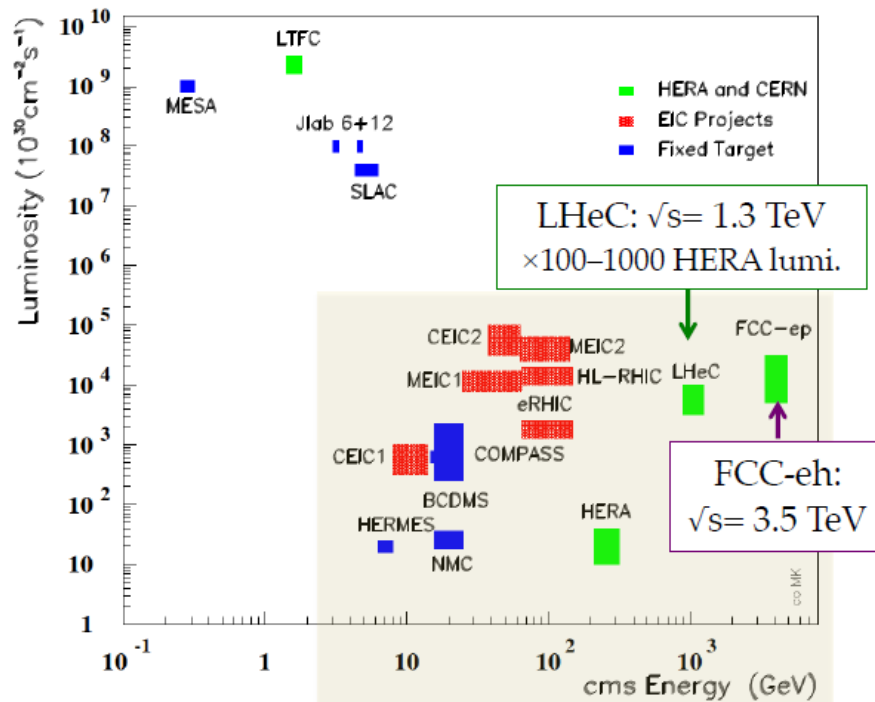 Luminosity (10³⁰cm⁻²s⁻¹)
10¹⁰
10⁹
10⁸
10⁷
10⁶
10⁵
10⁴
10³
10²
10
1
LTFC
MESA
Jlab 6+12
SLAC
HERA and CERN
EIC Projects
Fixed Target
LHeC: √s= 1.3 TeV
×100–1000 HERA lumi.
CEIC2
MEIC2
FCC-ep
MEIC1
HL-RHIC
LHeC
eRHIC
CEIC1
COMPASS
BCDMS
HERMES
NMC
HERA
FCC-eh:
√s= 3.5 TeV
co MK
10⁻¹
1
10
10²
10³
cms Energy (GeV)